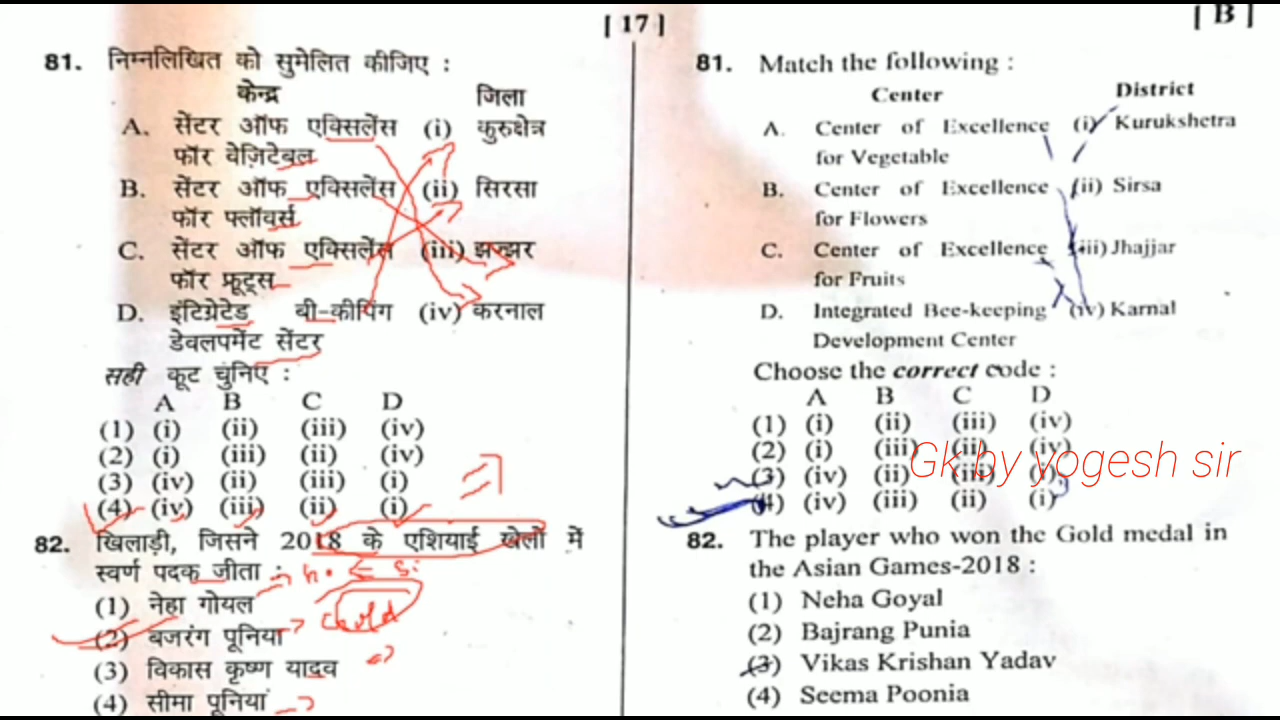 [ 17 ]
[ B ]
81. निम्नलिखित को सुमेलित कीजिए :
केन्द्र जिला
A. सेंटर ऑफ एक्सिलेंस (i) कुरुक्षेत्र
फॉर वेज़िटेबल
B. सेंटर ऑफ एक्सिलेंस (ii) सिरसा
फॉर फ्लॉवर्स
C. सेंटर ऑफ एक्सिलेंस (iii) झज्झर
फॉर फ्रूट्स
D. इंटिग्रेटेड बी-कीपिंग (iv) करनाल
डेवलपमेंट सेंटर
सही कूट चुनिए :
A B C D
(1) (i) (ii) (iii) (iv)
(2) (i) (iii) (ii) (iv)
(3) (iv) (ii) (iii) (i)
(4) (iv) (iii) (ii) (i)
82. खिलाड़ी, जिसने 2018 के एशियाई खेलों में
स्वर्ण पदक जीता :
(1) नेहा गोयल
(2) बजरंग पूनिया
Gold
(3) विकास कृष्ण यादव
(4) सीमा पूनियां
81. Match the following :
Center District
A. Center of Excellence (i) Kurukshetra
for Vegetable
B. Center of Excellence (ii) Sirsa
for Flowers
C. Center of Excellence (iii) Jhajjar
for Fruits
D. Integrated Bee-keeping (iv) Karnal
Development Center
Choose the correct code :
A B C D
(1) (i) (ii) (iii) (iv)
(2) (i) (iii) (ii) (iv)
Gk by yogesh sir
(3) (iv) (ii) (iii) (i)
(4) (iv) (iii) (ii) (i)
82. The player who won the Gold medal in
the Asian Games-2018 :
(1) Neha Goyal
(2) Bajrang Punia
(3) Vikas Krishan Yadav
(4) Seema Poonia